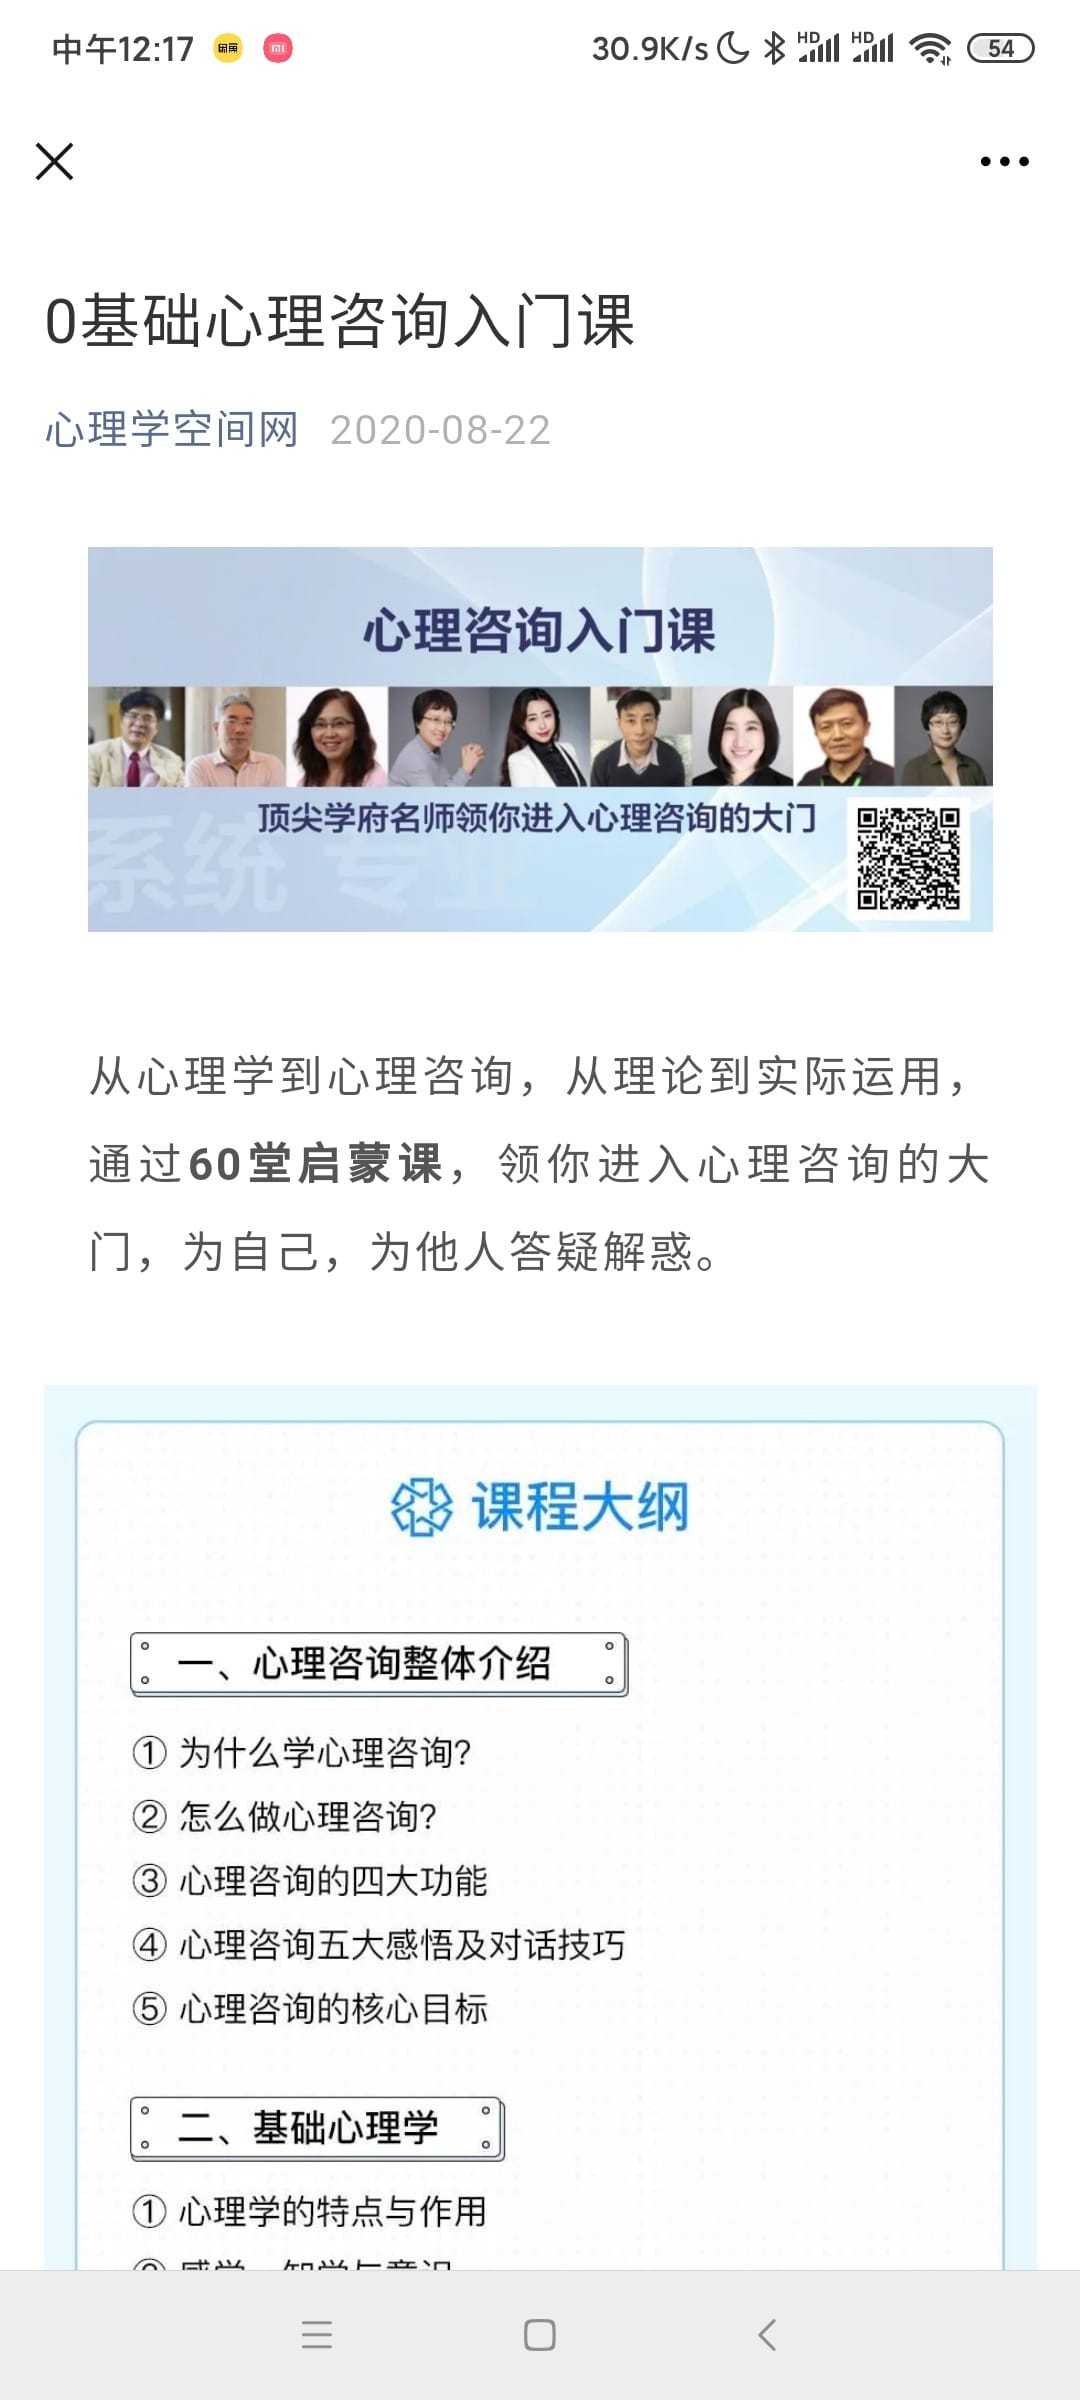 中午12:17
30.9K/s
HD
HD
54
0基础心理咨询入门课
心理学空间网 2020-08-22
心理咨询入门课
顶尖学府名师领你进入心理咨询的大门
系统 专业
从心理学到心理咨询，从理论到实际运用，
通过60堂启蒙课，领你进入心理咨询的大
门，为自己，为他人答疑解惑。
课程大纲
一、心理咨询整体介绍
① 为什么学心理咨询?
② 怎么做心理咨询?
③ 心理咨询的四大功能
④ 心理咨询五大感悟及对话技巧
⑤ 心理咨询的核心目标
二、基础心理学
① 心理学的特点与作用